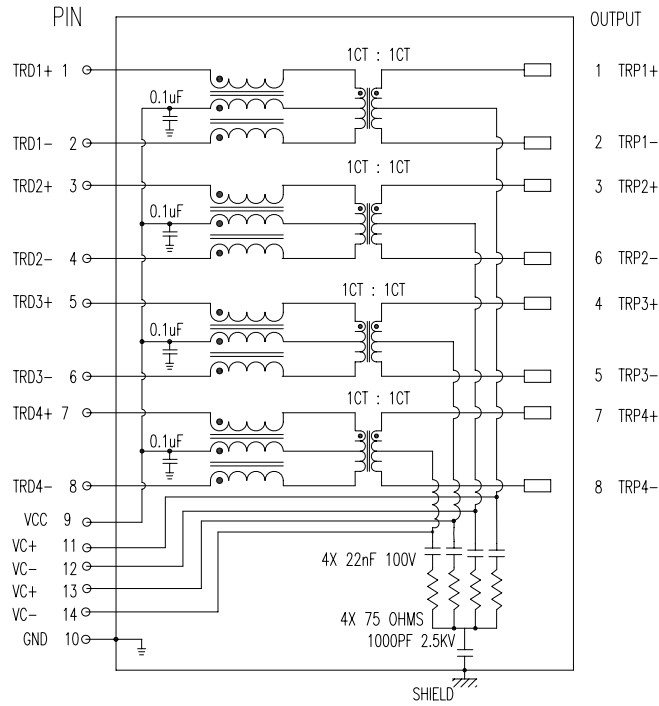 PIN OUTPUT
1CT : 1CT
TRD1+ 1 1 TRP1+
0.1uF
TRD1- 2 2 TRP1-
1CT : 1CT
TRD2+ 3 3 TRP2+
0.1uF
TRD2- 4 6 TRP2-
1CT : 1CT
TRD3+ 5 4 TRP3+
0.1uF
TRD3- 6 5 TRP3-
1CT : 1CT
TRD4+ 7 7 TRP4+
0.1uF
TRD4- 8 8 TRP4-
VCC 9
VC+ 11
VC- 12
4X 22nF 100V
VC+ 13
VC- 14
4X 75 OHMS
GND 10
1000PF 2.5KV
SHIELD